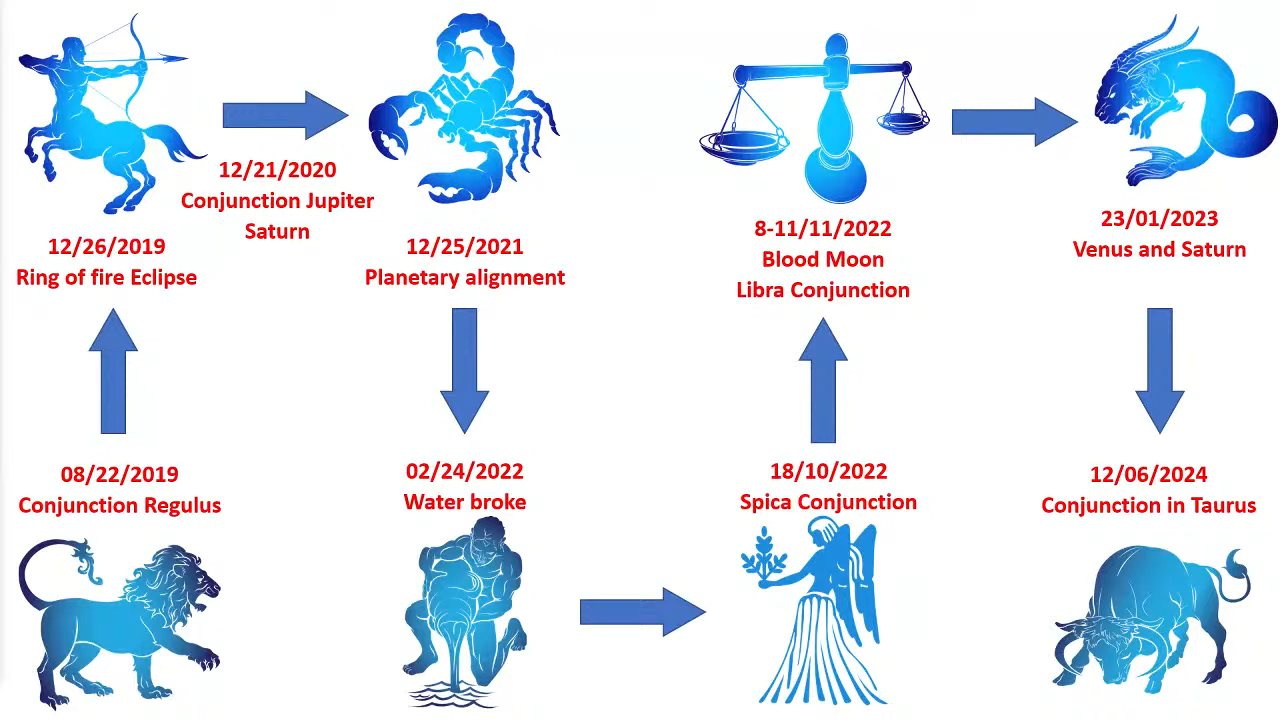 12/21/2020
Conjunction Jupiter
Saturn
12/26/2019
Ring of fire Eclipse
12/25/2021
Planetary alignment
8-11/11/2022
Blood Moon
Libra Conjunction
23/01/2023
Venus and Saturn
08/22/2019
Conjunction Regulus
02/24/2022
Water broke
18/10/2022
Spica Conjunction
12/06/2024
Conjunction in Taurus